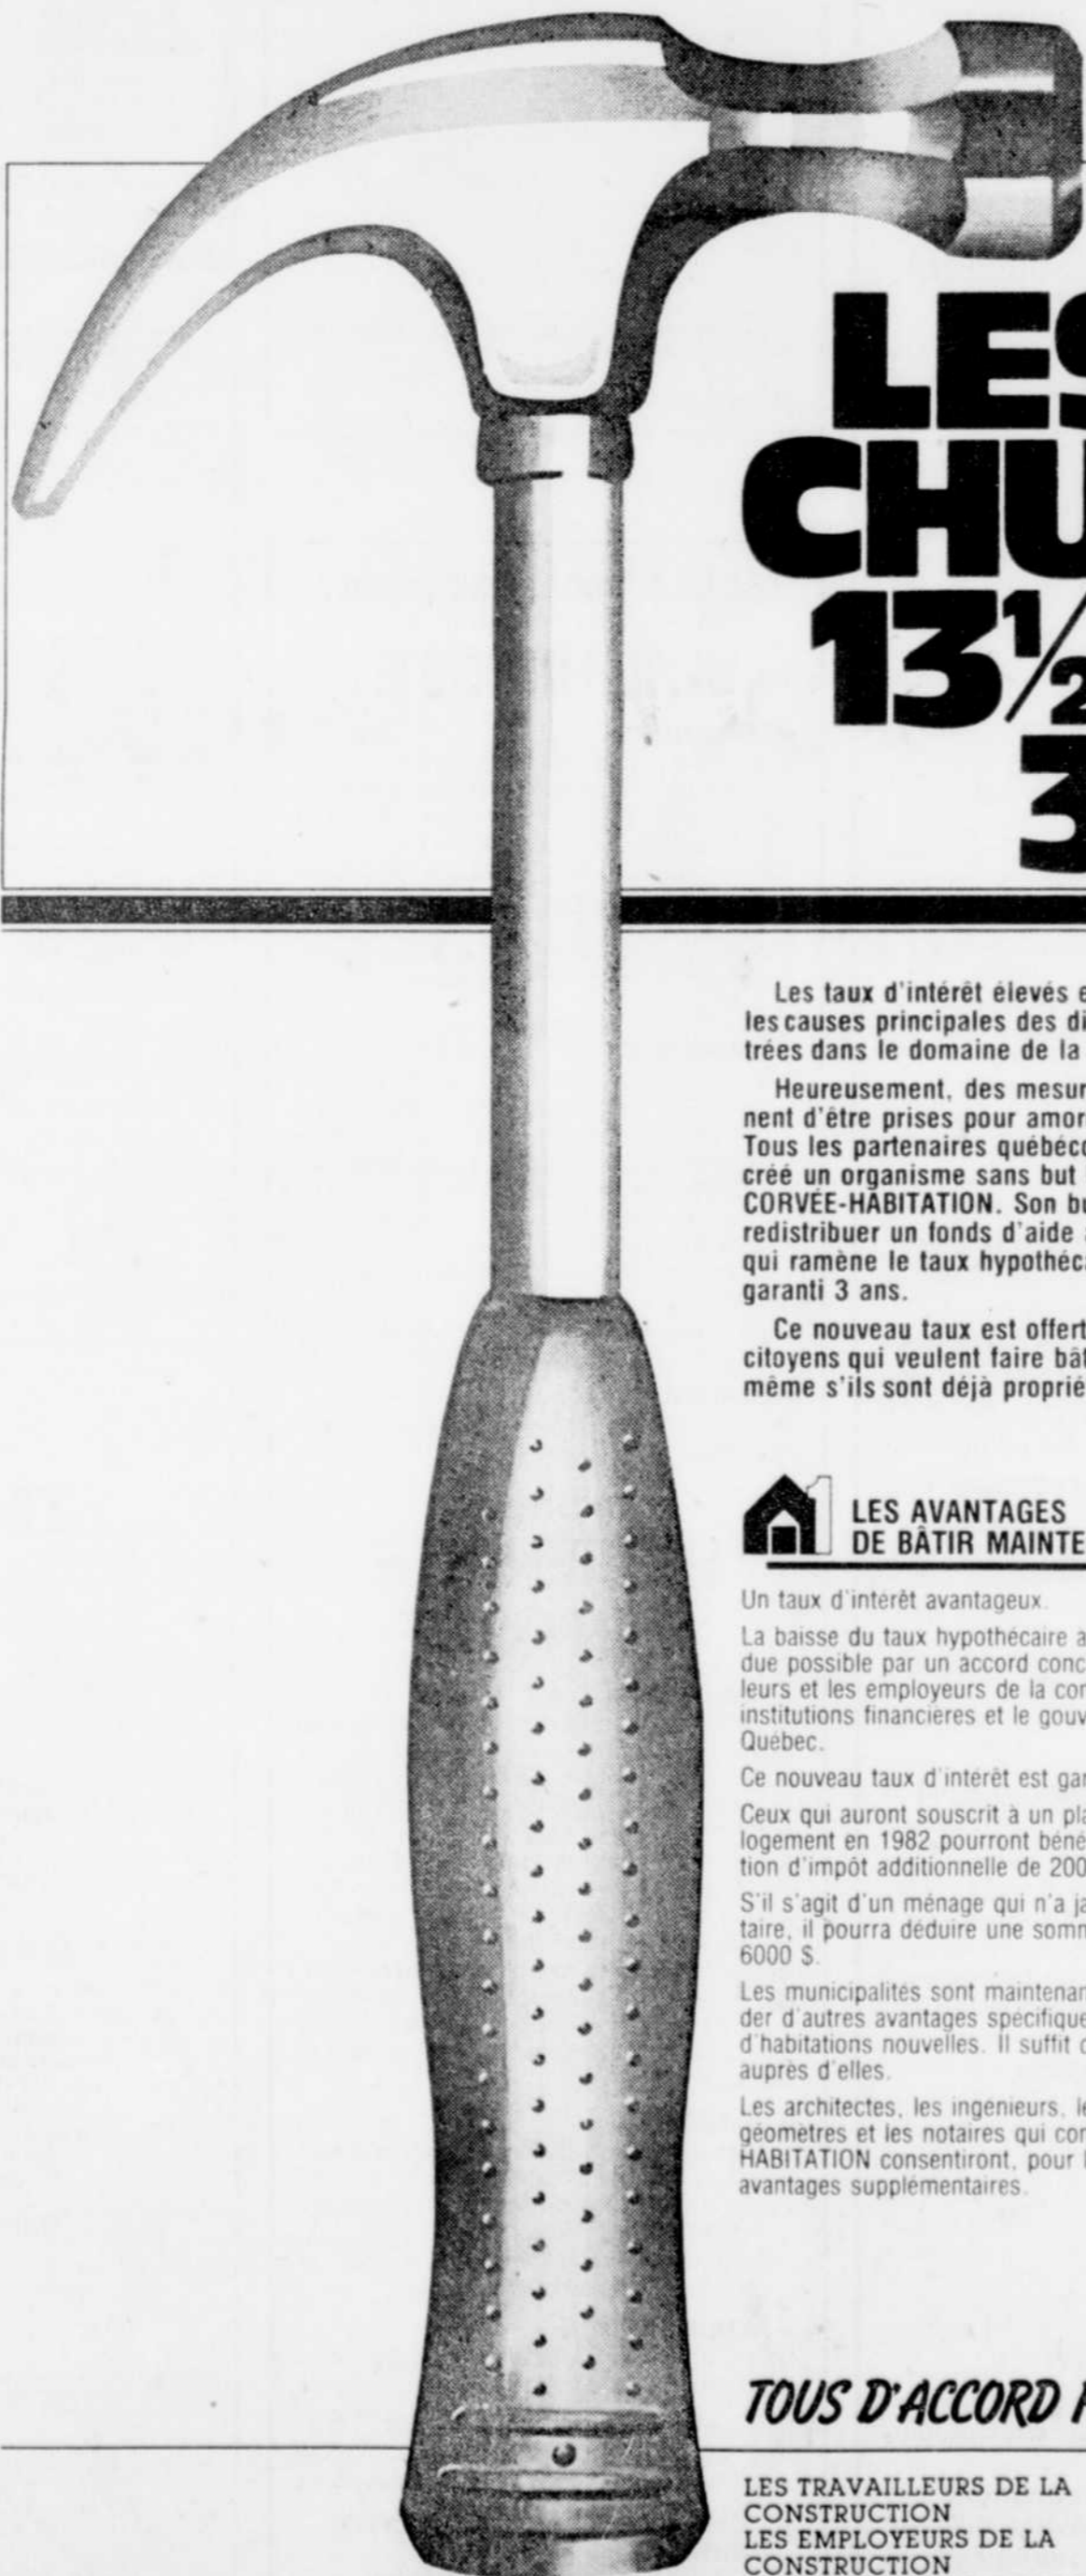 LES
CHU
13½
3
Les taux d'intérêt élevés e
les causes principales des di
trées dans le domaine de la
Heureusement, des mesur
nent d'être prises pour amor
Tous les partenaires québéco
créé un organisme sans but
CORVÉE-HABITATION. Son bu
redistribuer un fonds d'aide a
qui ramène le taux hypothéca
garanti 3 ans.
Ce nouveau taux est offert
citoyens qui veulent faire bât
même s'ils sont déjà proprié
LES AVANTAGES
DE BÂTIR MAINTE
Un taux d'intérêt avantageux.
La baisse du taux hypothécaire a
due possible par un accord conc
leurs et les employeurs de la con
institutions financières et le gouv
Québec.
Ce nouveau taux d'intérêt est gar
Ceux qui auront souscrit à un pla
logement en 1982 pourront béné
tion d'impôt additionnelle de 200
S'il s'agit d'un ménage qui n'a ja
taire, il pourra déduire une somm
6000 $.
Les municipalités sont maintenan
der d'autres avantages spécifique
d'habitations nouvelles. Il suffit d
auprès d'elles.
Les architectes, les ingénieurs, le
géomètres et les notaires qui con
HABITATION consentiront, pour l
avantages supplémentaires.
TOUS D'ACCORD P
LES TRAVAILLEURS DE LA
CONSTRUCTION
LES EMPLOYEURS DE LA
CONSTRUCTION